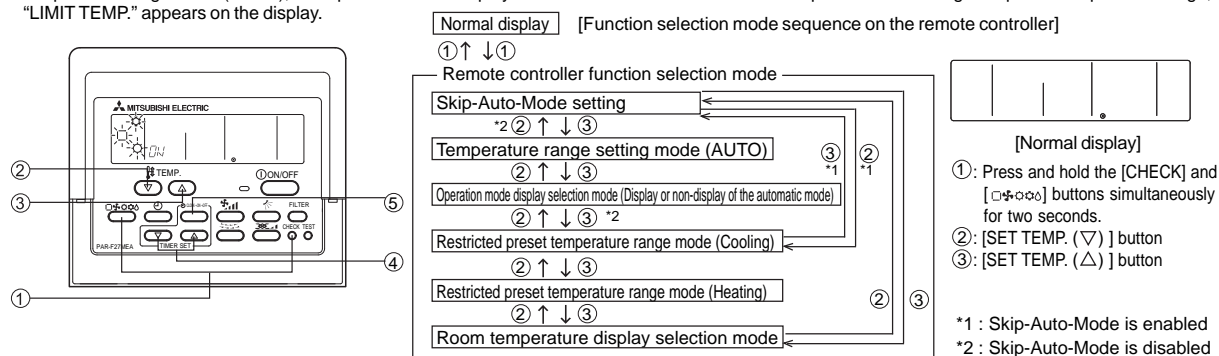 "LIMIT TEMP." appears on the display.
Normal display [Function selection mode sequence on the remote controller]
①↑ ↓①
Remote controller function selection mode
Skip-Auto-Mode setting
*2 ② ↑ ↓ ③
Temperature range setting mode (AUTO)
② ↑ ↓ ③
Operation mode display selection mode (Display or non-display of the automatic mode)
② ↑ ↓ ③ *2
Restricted preset temperature range mode (Cooling)
② ↑ ↓ ③
Restricted preset temperature range mode (Heating)
② ↑ ↓ ③
Room temperature display selection mode
③ *1
② *1
② ③
MITSUBISHI ELECTRIC
ON
TEMP.
ON/OFF
FILTER
CHECK TEST
PAR-F27MEA
TIMER SET
①
②
③
④
⑤
[Normal display]
①: Press and hold the [CHECK] and
[ ] buttons simultaneously
for two seconds.
②: [SET TEMP. (▽) ] button
③: [SET TEMP. (△) ] button
*1 : Skip-Auto-Mode is enabled
*2 : Skip-Auto-Mode is disabled